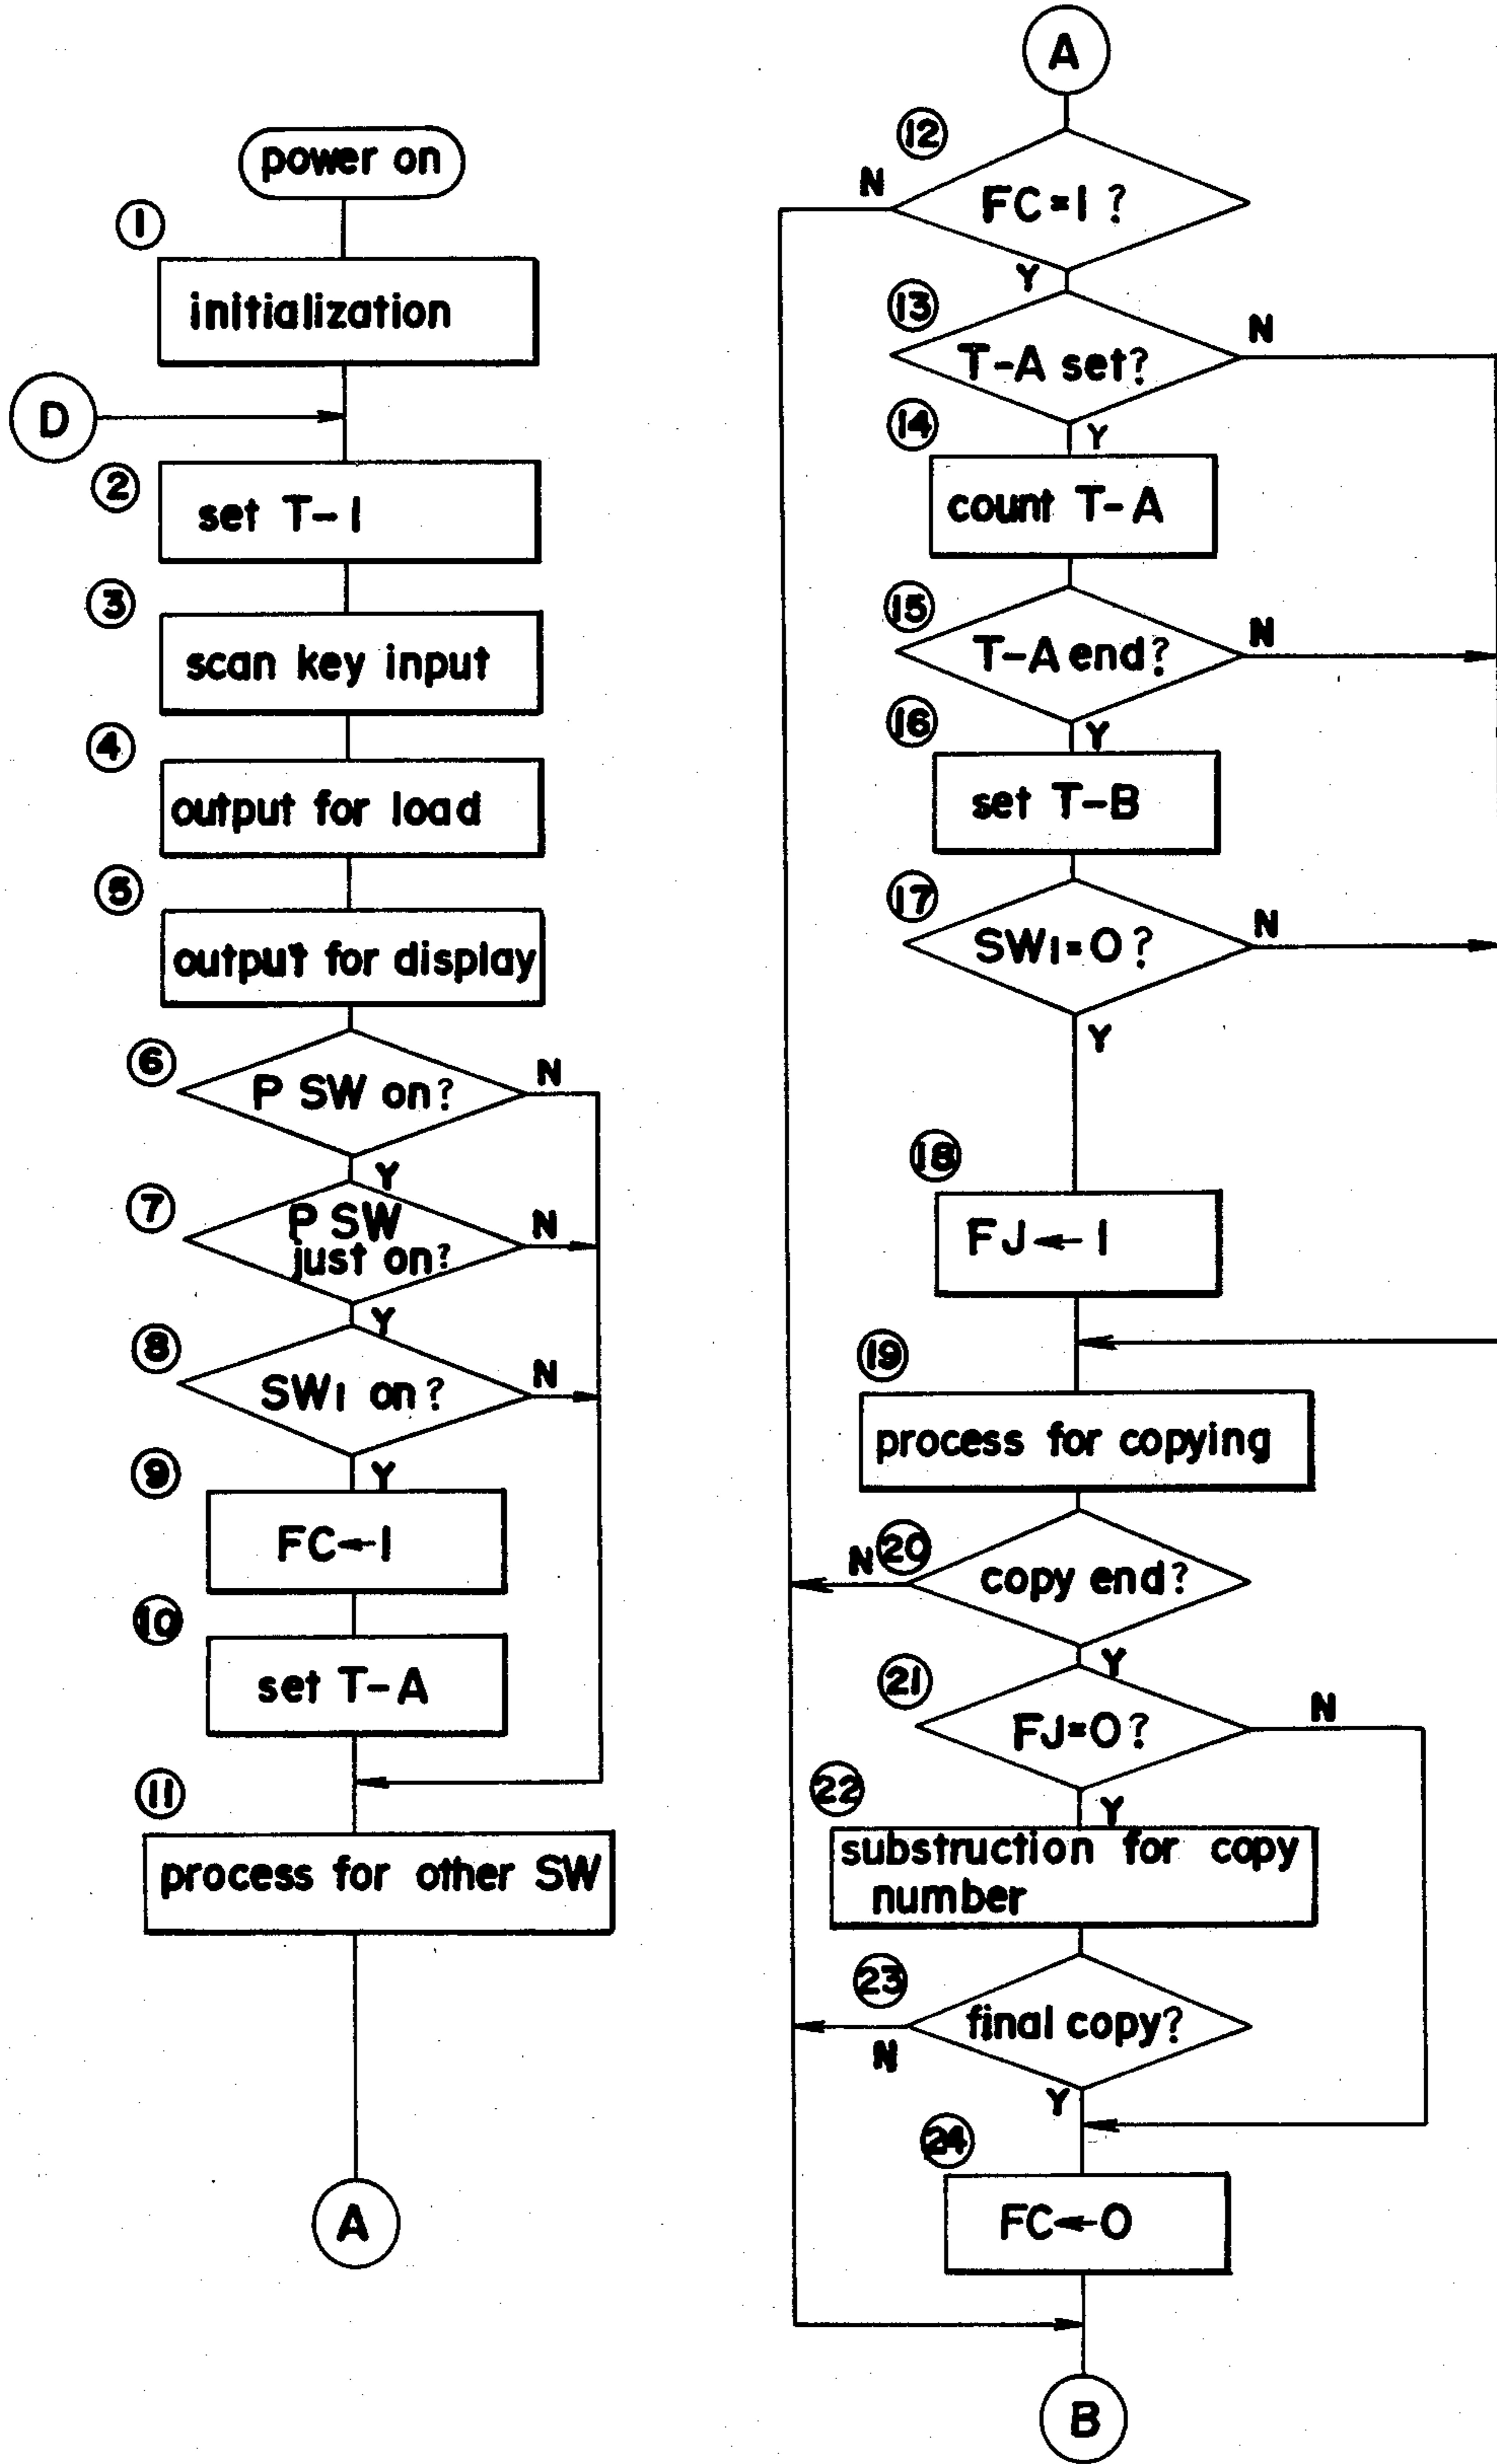 power on
1
initialization
D
2
set T-1
3
scan key input
4
output for load
5
output for display
6
P SW on?
N
Y
7
P SW
just on?
N
Y
8
SW1 on?
N
Y
9
FC←1
10
set T-A
11
process for other SW
A
A
12
FC=1 ?
N
Y
13
T-A set?
N
14
Y
count T-A
15
T-A end?
N
16
Y
set T-B
17
SW1=0?
N
Y
18
FJ←1
19
process for copying
20
N
copy end?
Y
21
FJ=0?
N
22
Y
substruction for copy
number
23
final copy?
N
Y
24
FC←0
B